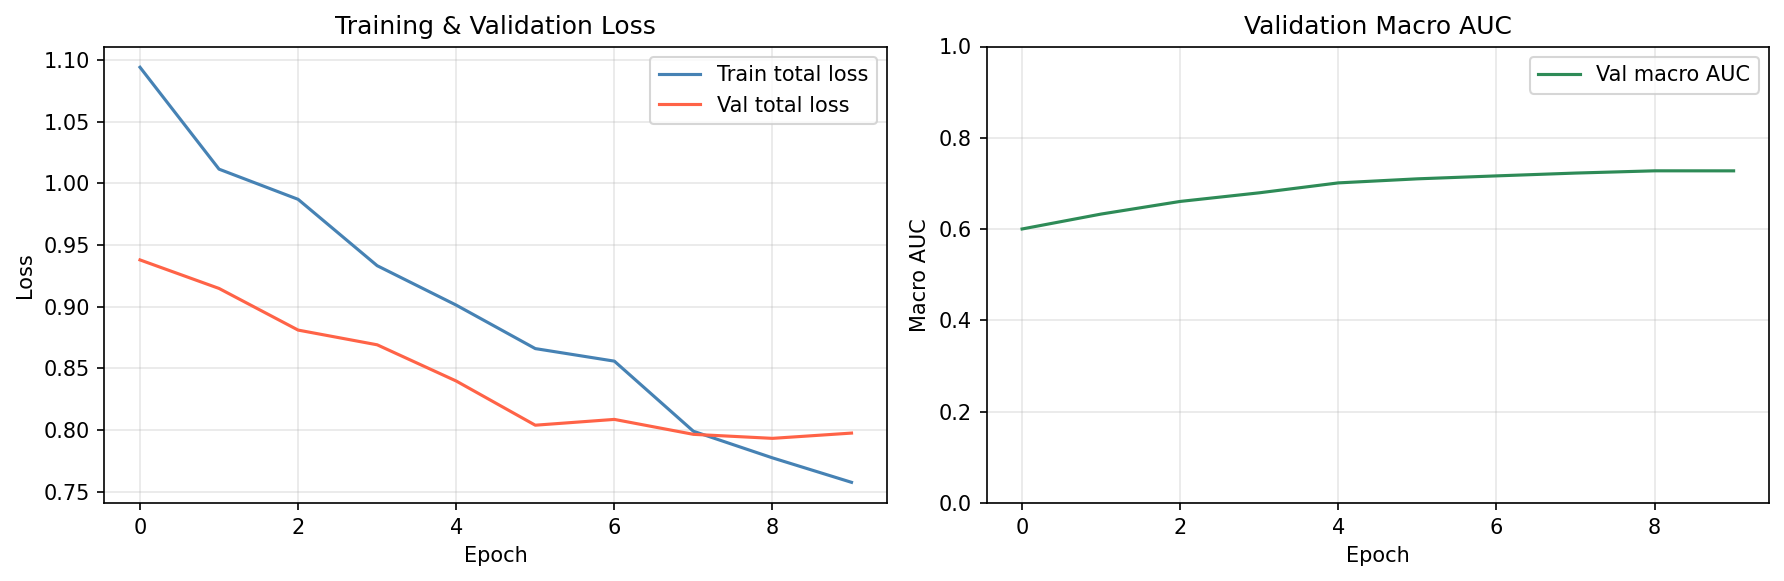 Training & Validation Loss
Loss
1.10
1.05
1.00
0.95
0.90
0.85
0.80
0.75
Train total loss
Val total loss
0 2 4 6 8
Epoch
Validation Macro AUC
Macro AUC
1.0
0.8
0.6
0.4
0.2
0.0
Val macro AUC
0 2 4 6 8
Epoch